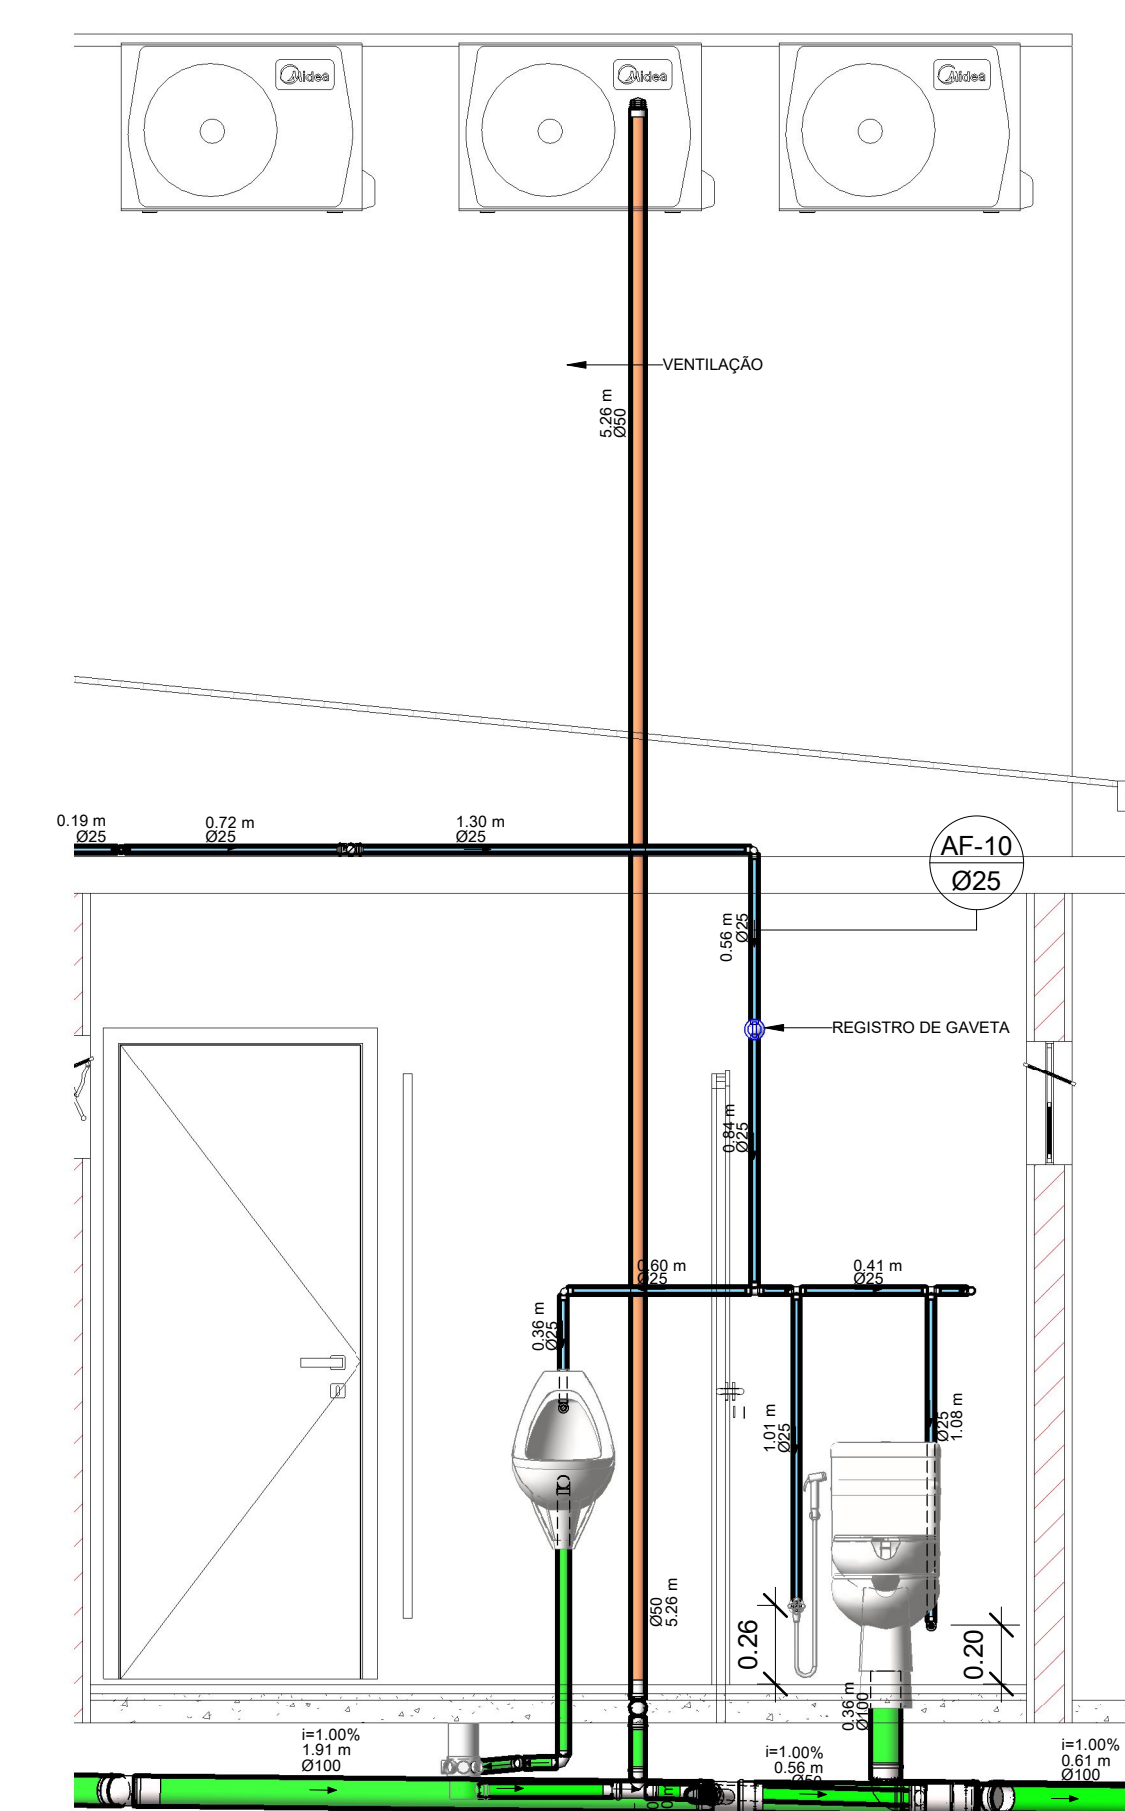 Midea
Midea
Midea
VENTILAÇÃO
5.26 m
Ø50
0.19 m
Ø25
0.72 m
Ø25
1.30 m
Ø25
AF-10
Ø25
0.56 m
Ø25
REGISTRO DE GAVETA
0.84 m
Ø25
0.60 m
Ø25
0.41 m
Ø25
0.36 m
Ø25
1.01 m
Ø25
Ø25
1.08 m
Ø50
5.26 m
0.26
0.20
0.36 m
Ø100
i=1.00%
1.91 m
Ø100
i=1.00%
0.56 m
i=1.00%
0.61 m
Ø100